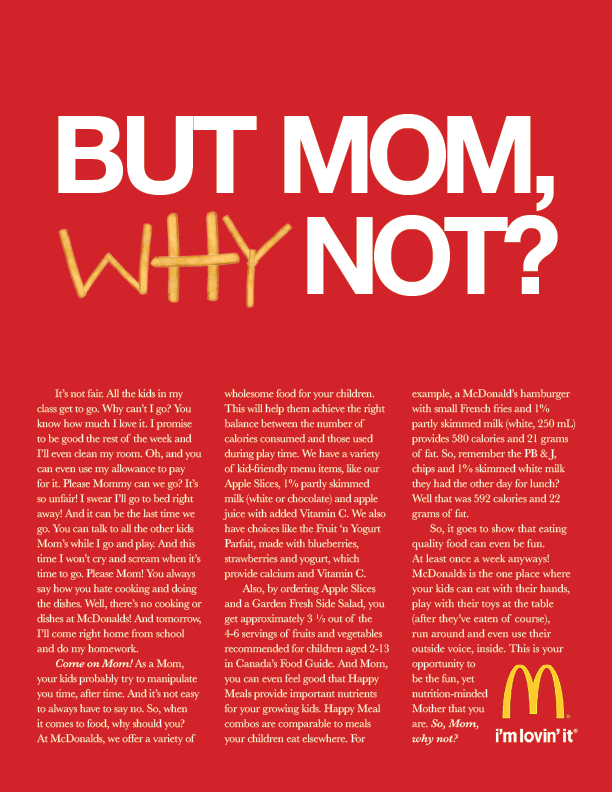 BUT MOM,
WHY NOT?
It's not fair. All the kids in my
class get to go. Why can't I go? You
know how much I love it. I promise
to be good the rest of the week and
I'll even clean my room. Oh, and you
can even use my allowance to pay
for it. Please Mommy can we go? It's
so unfair! I swear I'll go to bed right
away! And it can be the last time we
go. You can talk to all the other kids
Mom's while I go and play. And this
time I won't cry and scream when it's
time to go. Please Mom! You always
say how you hate cooking and doing
the dishes. Well, there's no cooking or
dishes at McDonalds! And tomorrow,
I'll come right home from school
and do my homework.
Come on Mom! As a Mom,
your kids probably try to manipulate
you time, after time. And it's not easy
to always have to say no. So, when
it comes to food, why should you?
At McDonalds, we offer a variety of
wholesome food for your children.
This will help them achieve the right
balance between the number of
calories consumed and those used
during play time. We have a variety
of kid-friendly menu items, like our
Apple Slices, 1% partly skimmed
milk (white or chocolate) and apple
juice with added Vitamin C. We also
have choices like the Fruit 'n Yogurt
Parfait, made with blueberries,
strawberries and yogurt, which
provide calcium and Vitamin C.
Also, by ordering Apple Slices
and a Garden Fresh Side Salad, you
get approximately 3 ½ out of the
4-6 servings of fruits and vegetables
recommended for children aged 2-13
in Canada's Food Guide. And Mom,
you can even feel good that Happy
Meals provide important nutrients
for your growing kids. Happy Meal
combos are comparable to meals
your children eat elsewhere. For
example, a McDonald's hamburger
with small French fries and 1%
partly skimmed milk (white, 250 mL)
provides 580 calories and 21 grams
of fat. So, remember the PB & J,
chips and 1% skimmed white milk
they had the other day for lunch?
Well that was 592 calories and 22
grams of fat.
So, it goes to show that eating
quality food can even be fun.
At least once a week anyways!
McDonalds is the one place where
your kids can eat with their hands,
play with their toys at the table
(after they've eaten of course),
run around and even use their
outside voice, inside. This is your
opportunity to
be the fun, yet
nutrition-minded
Mother that you
are. So, Mom,
why not?
i'm lovin' it®